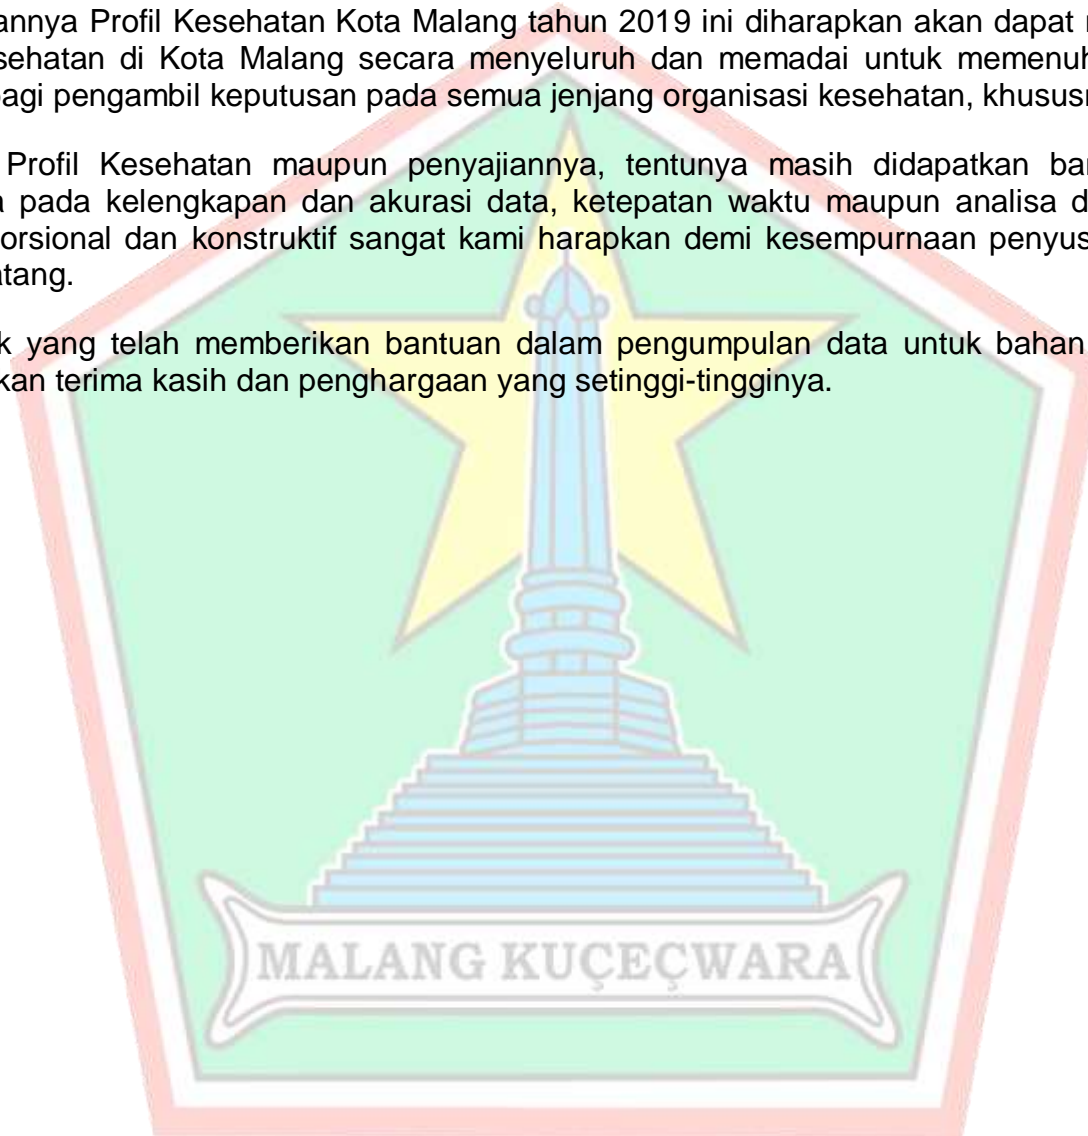 annya Profil Kesehatan Kota Malang tahun 2019 ini diharapkan akan dapat
sehatan di Kota Malang secara menyeluruh dan memadai untuk memenuh
bagi pengambil keputusan pada semua jenjang organisasi kesehatan, khusus
Profil Kesehatan maupun penyajiannya, tentunya masih didapatkan ba
a pada kelengkapan dan akurasi data, ketepatan waktu maupun analisa d
orsional dan konstruktif sangat kami harapkan demi kesempurnaan penyus
atang.
k yang telah memberikan bantuan dalam pengumpulan data untuk bahan
kan terima kasih dan penghargaan yang setinggi-tingginya.
MALANG KUÇEÇWARA